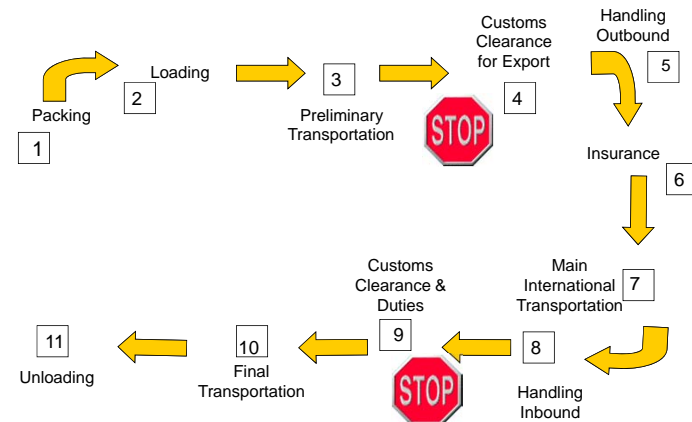 Packing
1
Loading
2
3
Preliminary
Transportation
Customs
Clearance
for Export
4
STOP
Handling
Outbound
5
Insurance
6
Main
International
Transportation
7
8
Handling
Inbound
Customs
Clearance &
Duties
9
STOP
10
Final
Transportation
11
Unloading